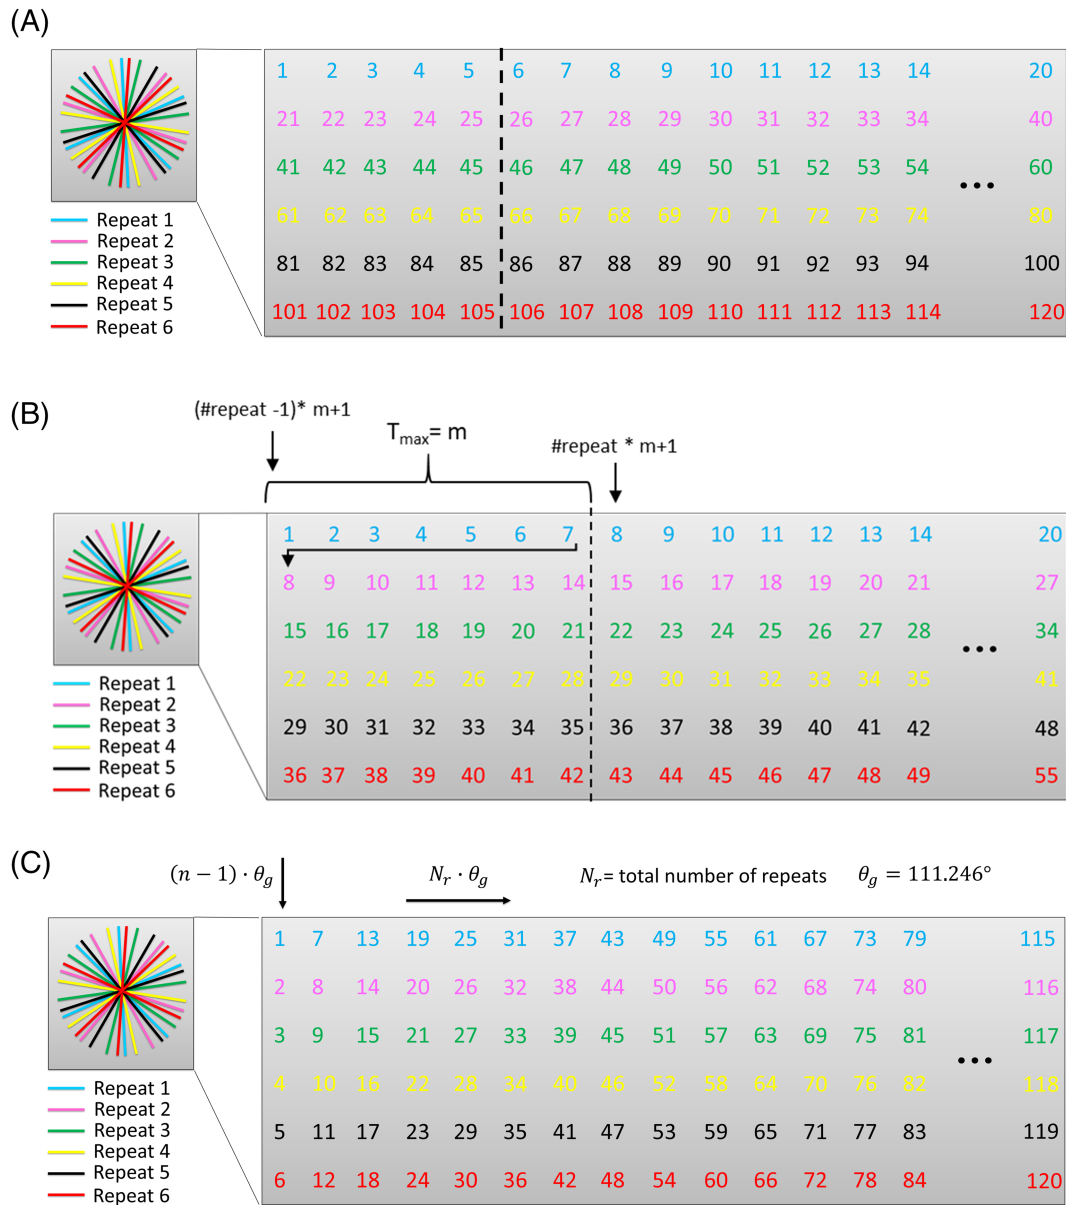 (A)
1 2 3 4 5 6 7 8 9 10 11 12 13 14 20
21 22 23 24 25 26 27 28 29 30 31 32 33 34 40
41 42 43 44 45 46 47 48 49 50 51 52 53 54 ... 60
61 62 63 64 65 66 67 68 69 70 71 72 73 74 80
81 82 83 84 85 86 87 88 89 90 91 92 93 94 100
101 102 103 104 105 106 107 108 109 110 111 112 113 114 120
Repeat 1
Repeat 2
Repeat 3
Repeat 4
Repeat 5
Repeat 6
(B)
(#repeat -1)* m+1
Tmax= m
#repeat * m+1
1 2 3 4 5 6 7 8 9 10 11 12 13 14 20
8 9 10 11 12 13 14 15 16 17 18 19 20 21 27
15 16 17 18 19 20 21 22 23 24 25 26 27 28 ... 34
22 23 24 25 26 27 28 29 30 31 32 33 34 35 41
29 30 31 32 33 34 35 36 37 38 39 40 41 42 48
36 37 38 39 40 41 42 43 44 45 46 47 48 49 55
Repeat 1
Repeat 2
Repeat 3
Repeat 4
Repeat 5
Repeat 6
(C)
(n − 1) · θg
Nr · θg
Nr= total number of repeats
θg = 111.246°
1 7 13 19 25 31 37 43 49 55 61 67 73 79 115
2 8 14 20 26 32 38 44 50 56 62 68 74 80 116
3 9 15 21 27 33 39 45 51 57 63 69 75 81 ... 117
4 10 16 22 28 34 40 46 52 58 64 70 76 82 118
5 11 17 23 29 35 41 47 53 59 65 71 77 83 119
6 12 18 24 30 36 42 48 54 60 66 72 78 84 120
Repeat 1
Repeat 2
Repeat 3
Repeat 4
Repeat 5
Repeat 6